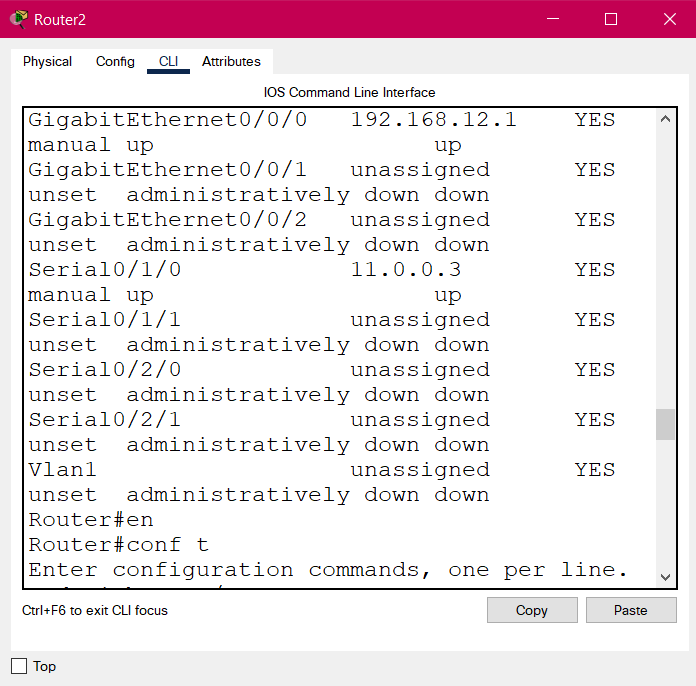 Router2
Physical Config CLI Attributes
IOS Command Line Interface
GigabitEthernet0/0/0 192.168.12.1 YES
manual up up
GigabitEthernet0/0/1 unassigned YES
unset administratively down down
GigabitEthernet0/0/2 unassigned YES
unset administratively down down
Serial0/1/0 11.0.0.3 YES
manual up up
Serial0/1/1 unassigned YES
unset administratively down down
Serial0/2/0 unassigned YES
unset administratively down down
Serial0/2/1 unassigned YES
unset administratively down down
Vlan1 unassigned YES
unset administratively down down
Router#en
Router#conf t
Enter configuration commands, one per line.
Ctrl+F6 to exit CLI focus Copy Paste
Top